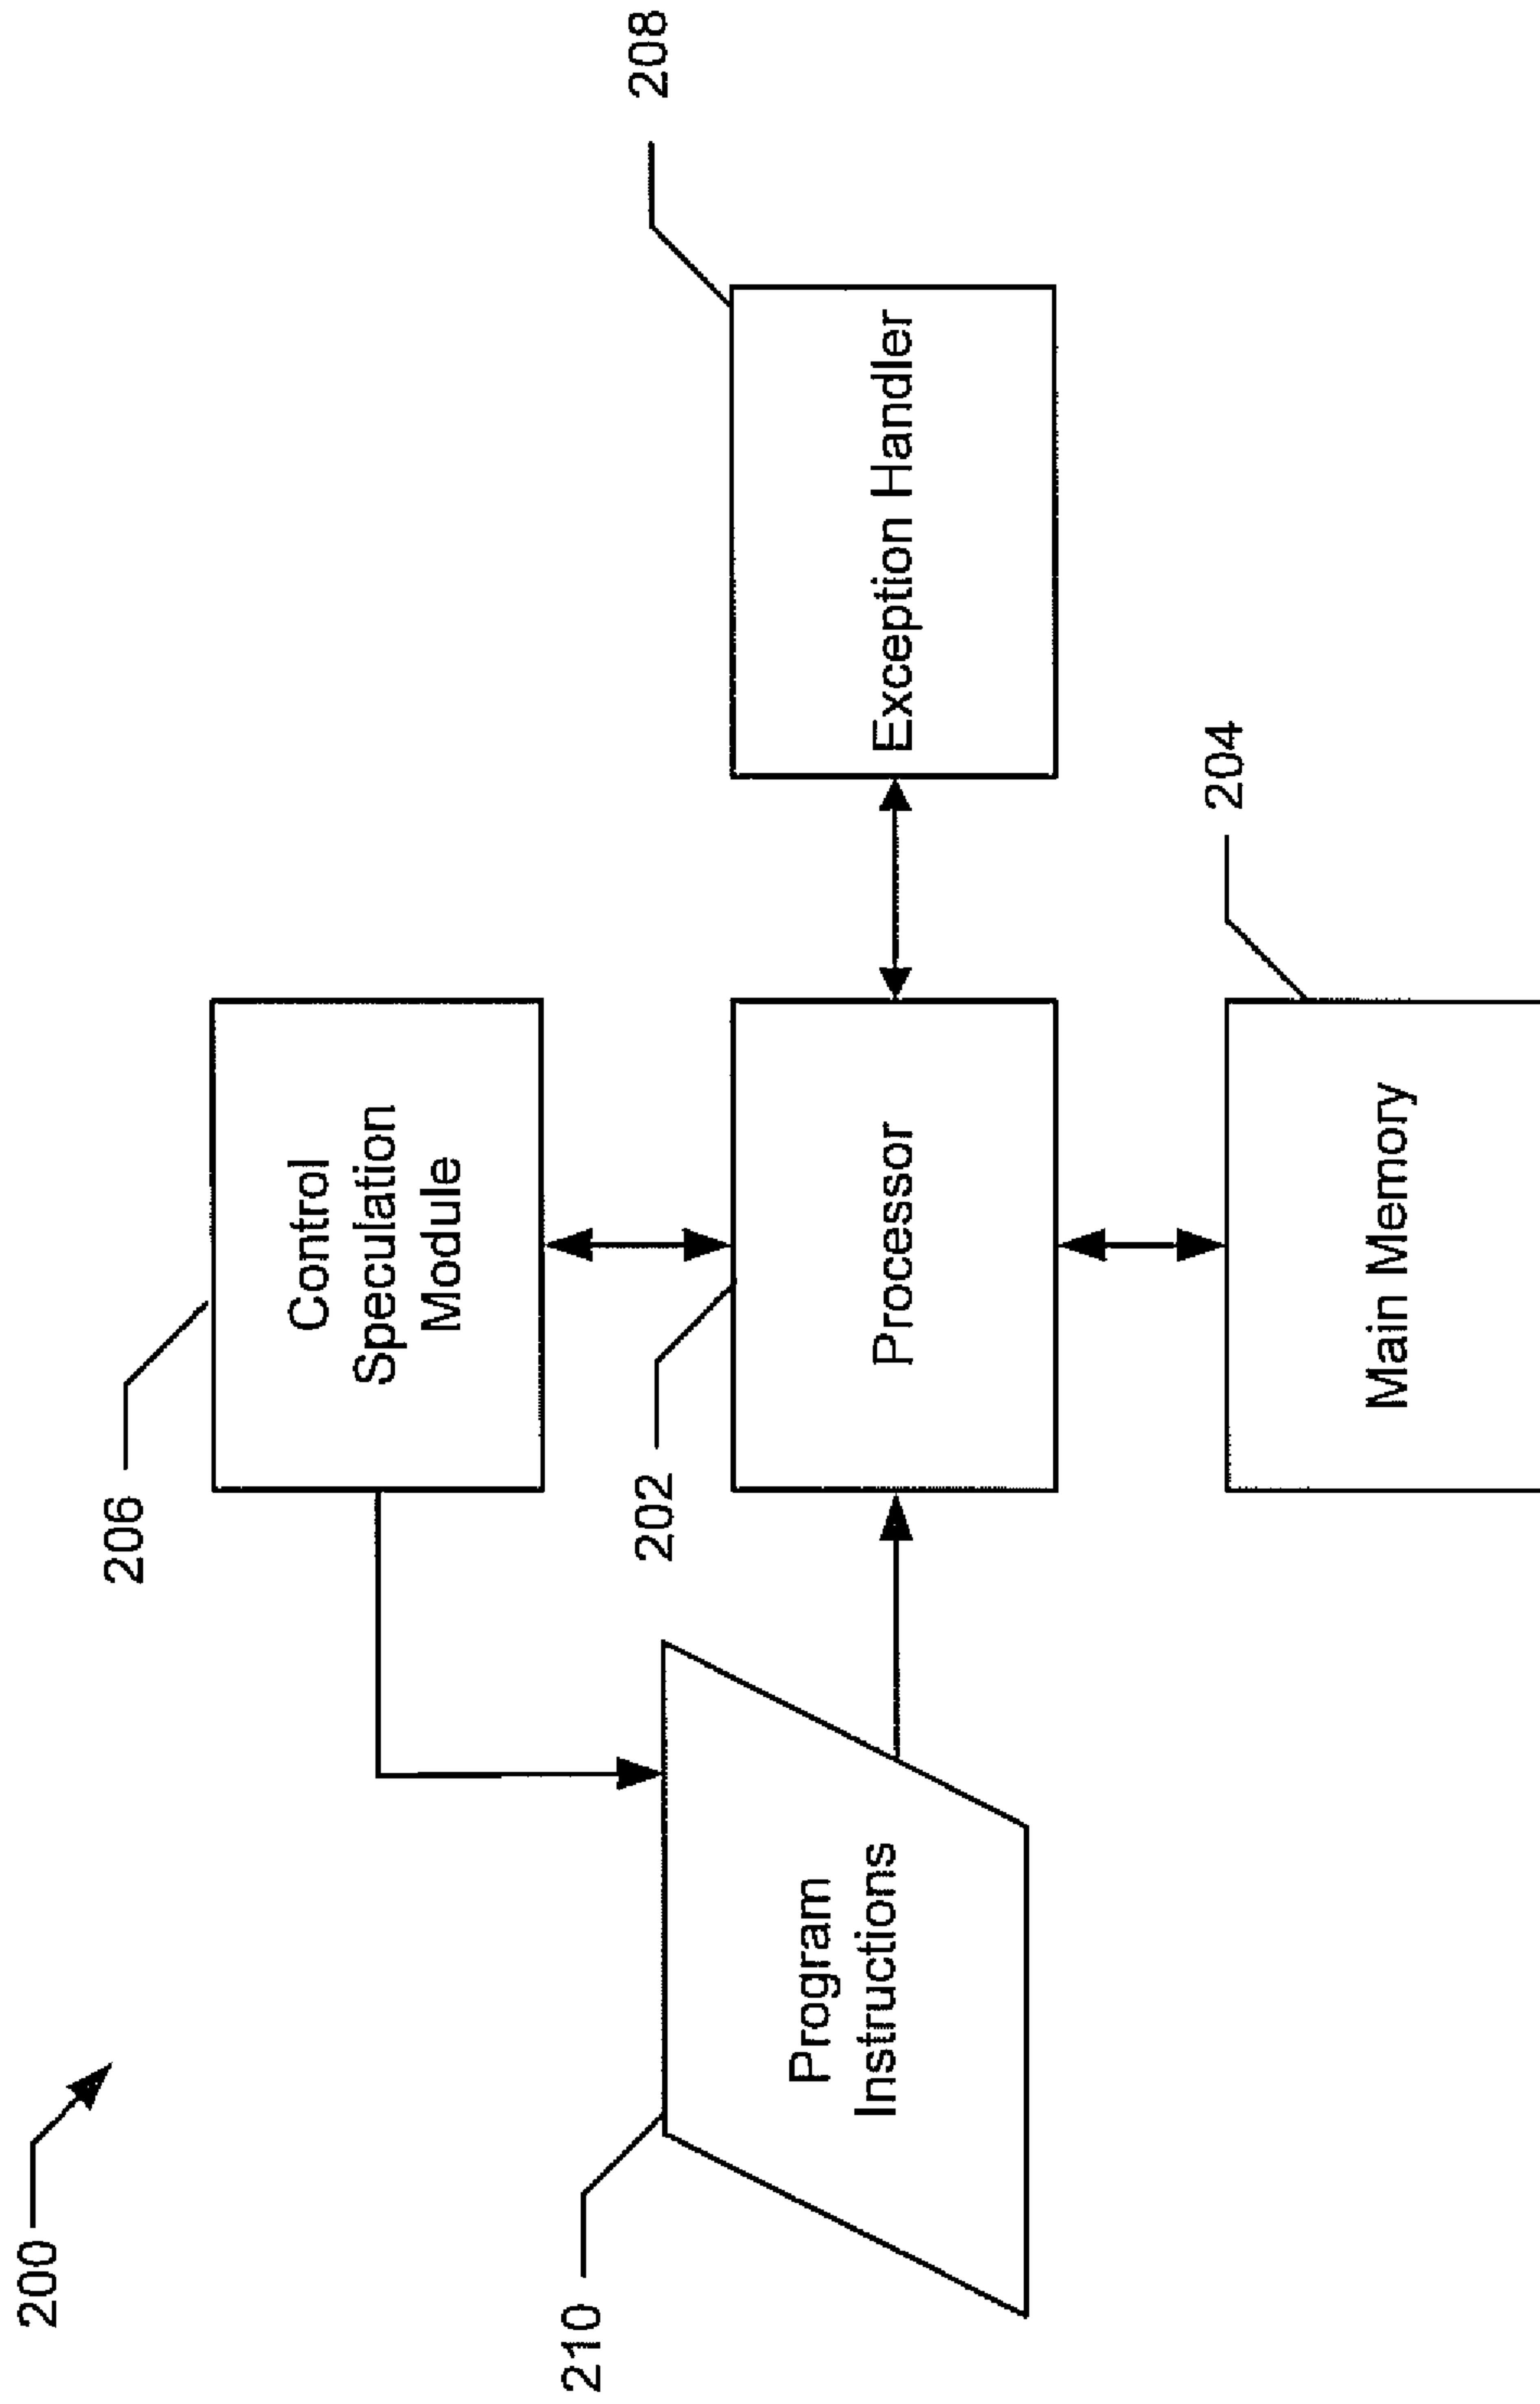 200
206
Control
Speculation
Module
210
202
208
Program
Instructions
Processor
Exception Handler
204
Main Memory